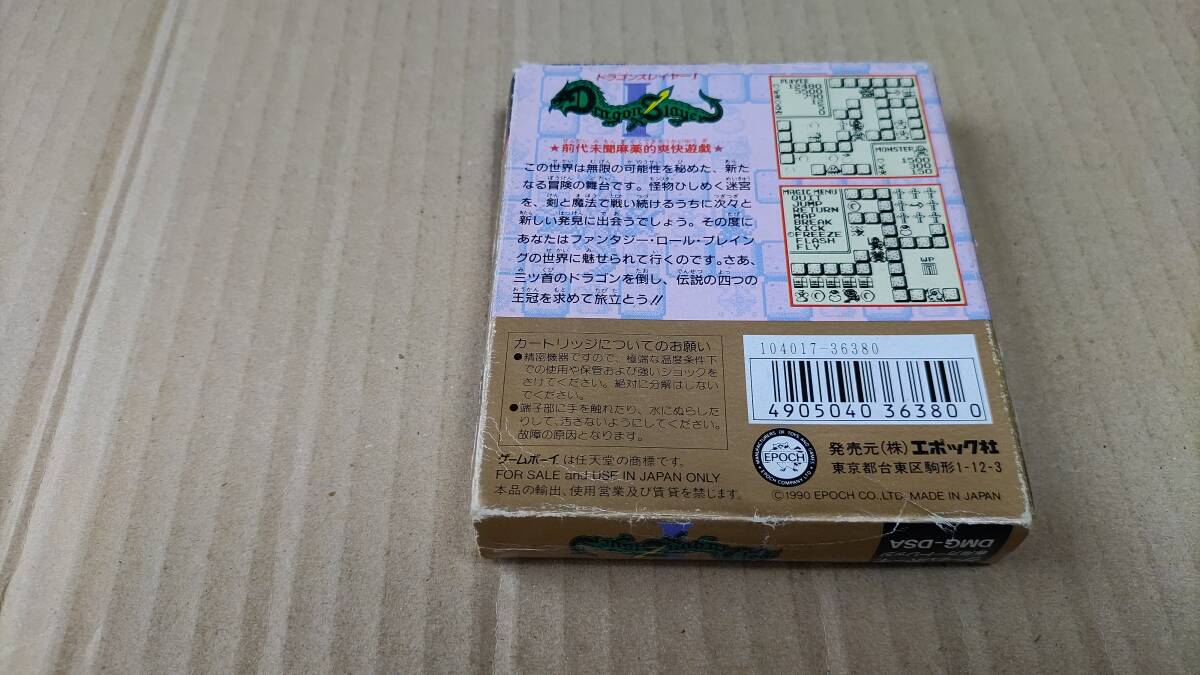 ドラゴンスレイヤーI
Dragon Slayer
I
★前代未聞麻薬的爽快遊戯★
この世界は無限の可能性を秘めた、新た
なる冒険の舞台です。怪物ひしめく迷宮
を、剣と魔法で戦い続けるうちに次々と
新しい発見に出会うでしょう。その度に
あなたはファンタジー・ロール・プレイン
グの世界に魅せられて行くのです。さあ、
三ツ首のドラゴンを倒し、伝説の四つの
王冠を求めて旅立とう!!
PLAYER
MONSTER
1500
300
150
MAGIC MENU
QUIT
JUMP
RETURN
MAP
BREAK
KICK
FREEZE
FLASH
FLY
WP
カートリッジについてのお願い
●精密機器ですので、極端な温度条件下
での使用や保管および強いショックを
さけてください。絶対に分解はしない
でください。
●端子部に手を触れたり、水にぬらした
りして、汚さないようにしてください。
故障の原因となります。
ゲームボーイは任天堂の商標です。
FOR SALE and USE IN JAPAN ONLY
本品の輸出、使用営業及び賃貸を禁じます。
104017-36380
4905040363800
MANUFACTURERS OF TOYS AND GAMES
EPOCH
EPOCH COMPANY LTD
発売元(株)エポック社
東京都台東区駒形1-12-3
©1990 EPOCH CO.,LTD. MADE IN JAPAN
DMG-DSA